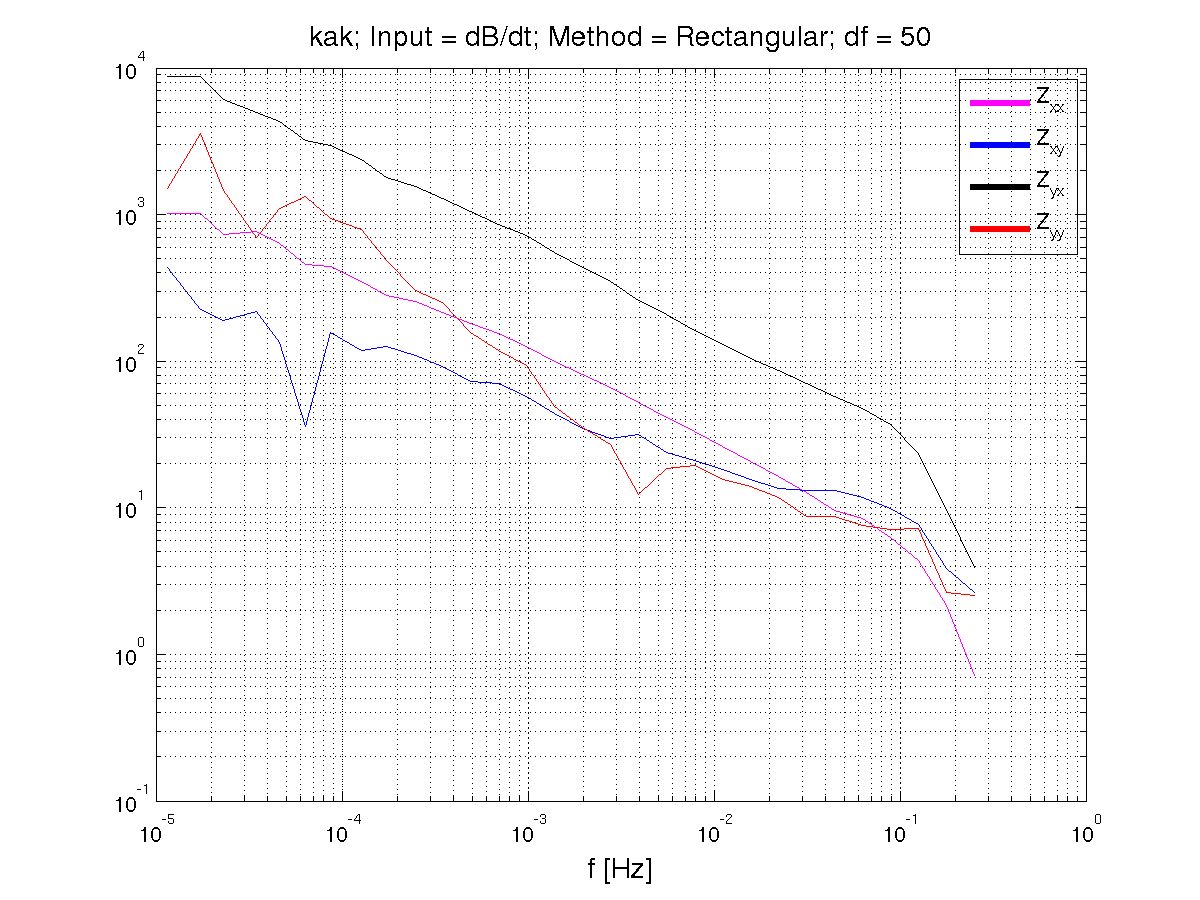 kak; Input = dB/dt; Method = Rectangular; df = 50
10^4
10^3
10^2
10^1
10^0
10^-1
10^-5 10^-4 10^-3 10^-2 10^-1 10^0
f [Hz]
Z_xx
Z_xy
Z_yx
Z_yy